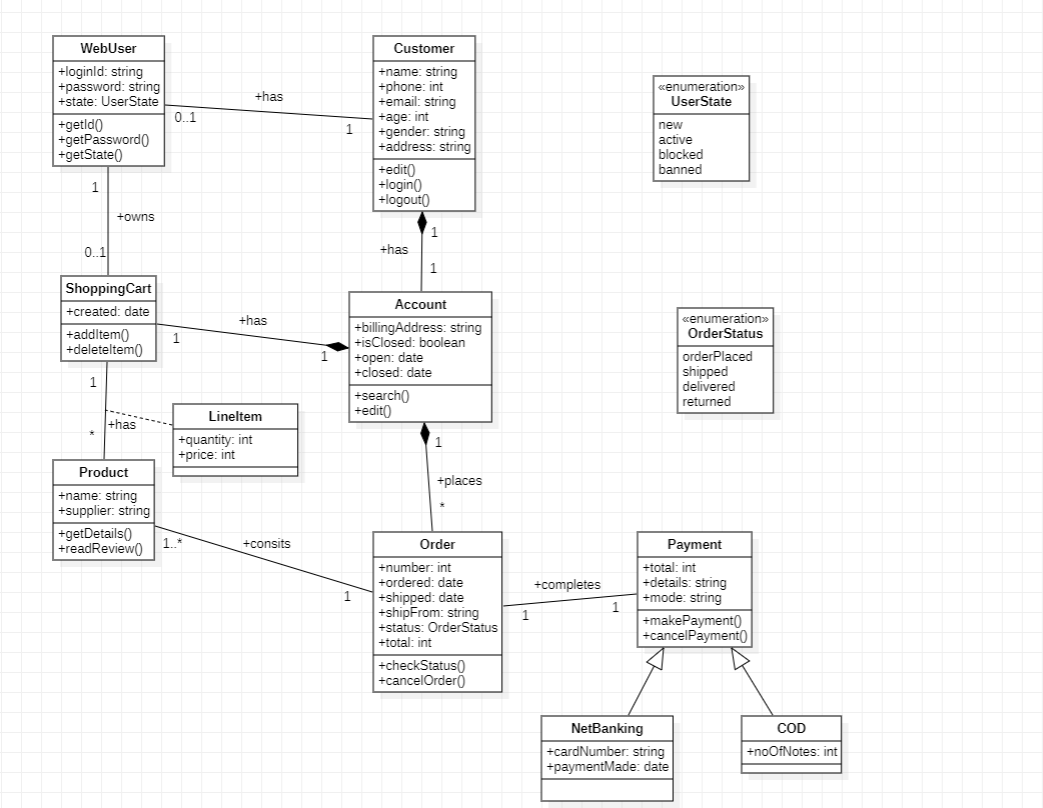 WebUser
+loginId: string
+password: string
+state: UserState
+getId()
+getPassword()
+getState()
+has
0..1
1
Customer
+name: string
+phone: int
+email: string
+age: int
+gender: string
+address: string
+edit()
+login()
+logout()
«enumeration»
UserState
new
active
blocked
banned
1
+owns
0..1
1
+has
1
ShoppingCart
+created: date
+addItem()
+deleteItem()
+has
1
1
Account
+billingAddress: string
+isClosed: boolean
+open: date
+closed: date
+search()
+edit()
«enumeration»
OrderStatus
orderPlaced
shipped
delivered
returned
1
+has
*
LineItem
+quantity: int
+price: int
1
+places
*
Product
+name: string
+supplier: string
+getDetails()
+readReview()
1..*
+consits
1
Order
+number: int
+ordered: date
+shipped: date
+shipFrom: string
+status: OrderStatus
+total: int
+checkStatus()
+cancelOrder()
+completes
1
1
Payment
+total: int
+details: string
+mode: string
+makePayment()
+cancelPayment()
NetBanking
+cardNumber: string
+paymentMade: date
COD
+noOfNotes: int